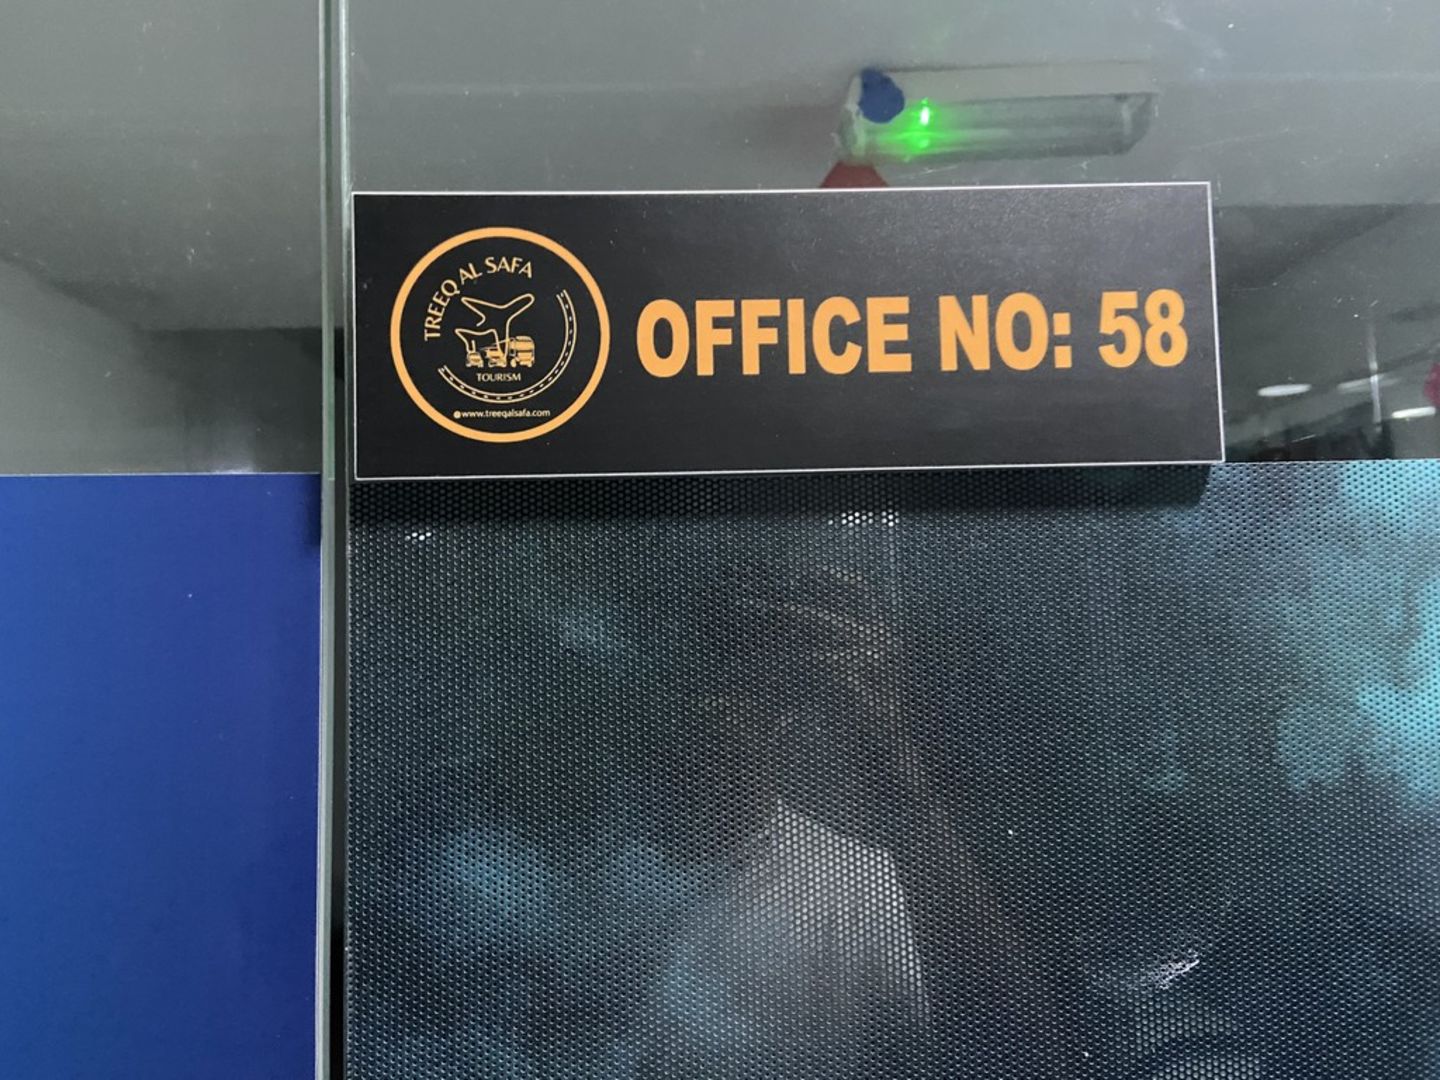 TREEQ AL SAFA
TOURISM
www.treeqalsafa.com
OFFICE NO: 58